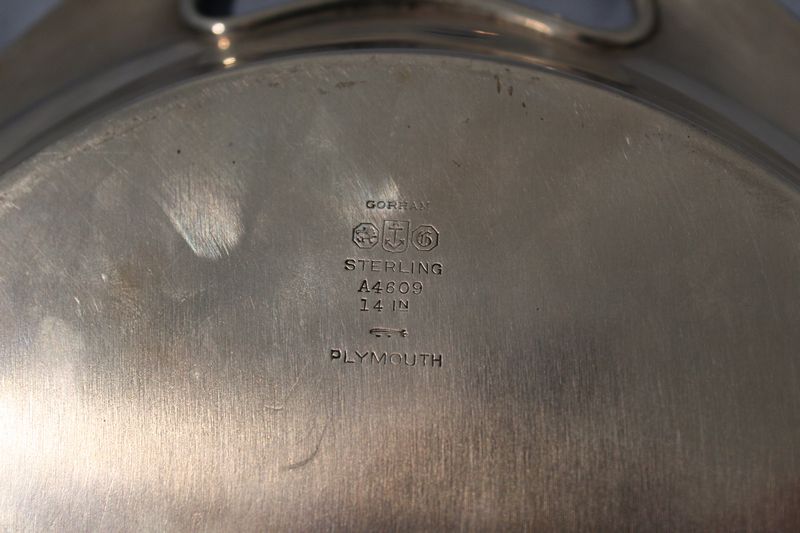 GORHAM
G
STERLING
A4609
14 IN
PLYMOUTH